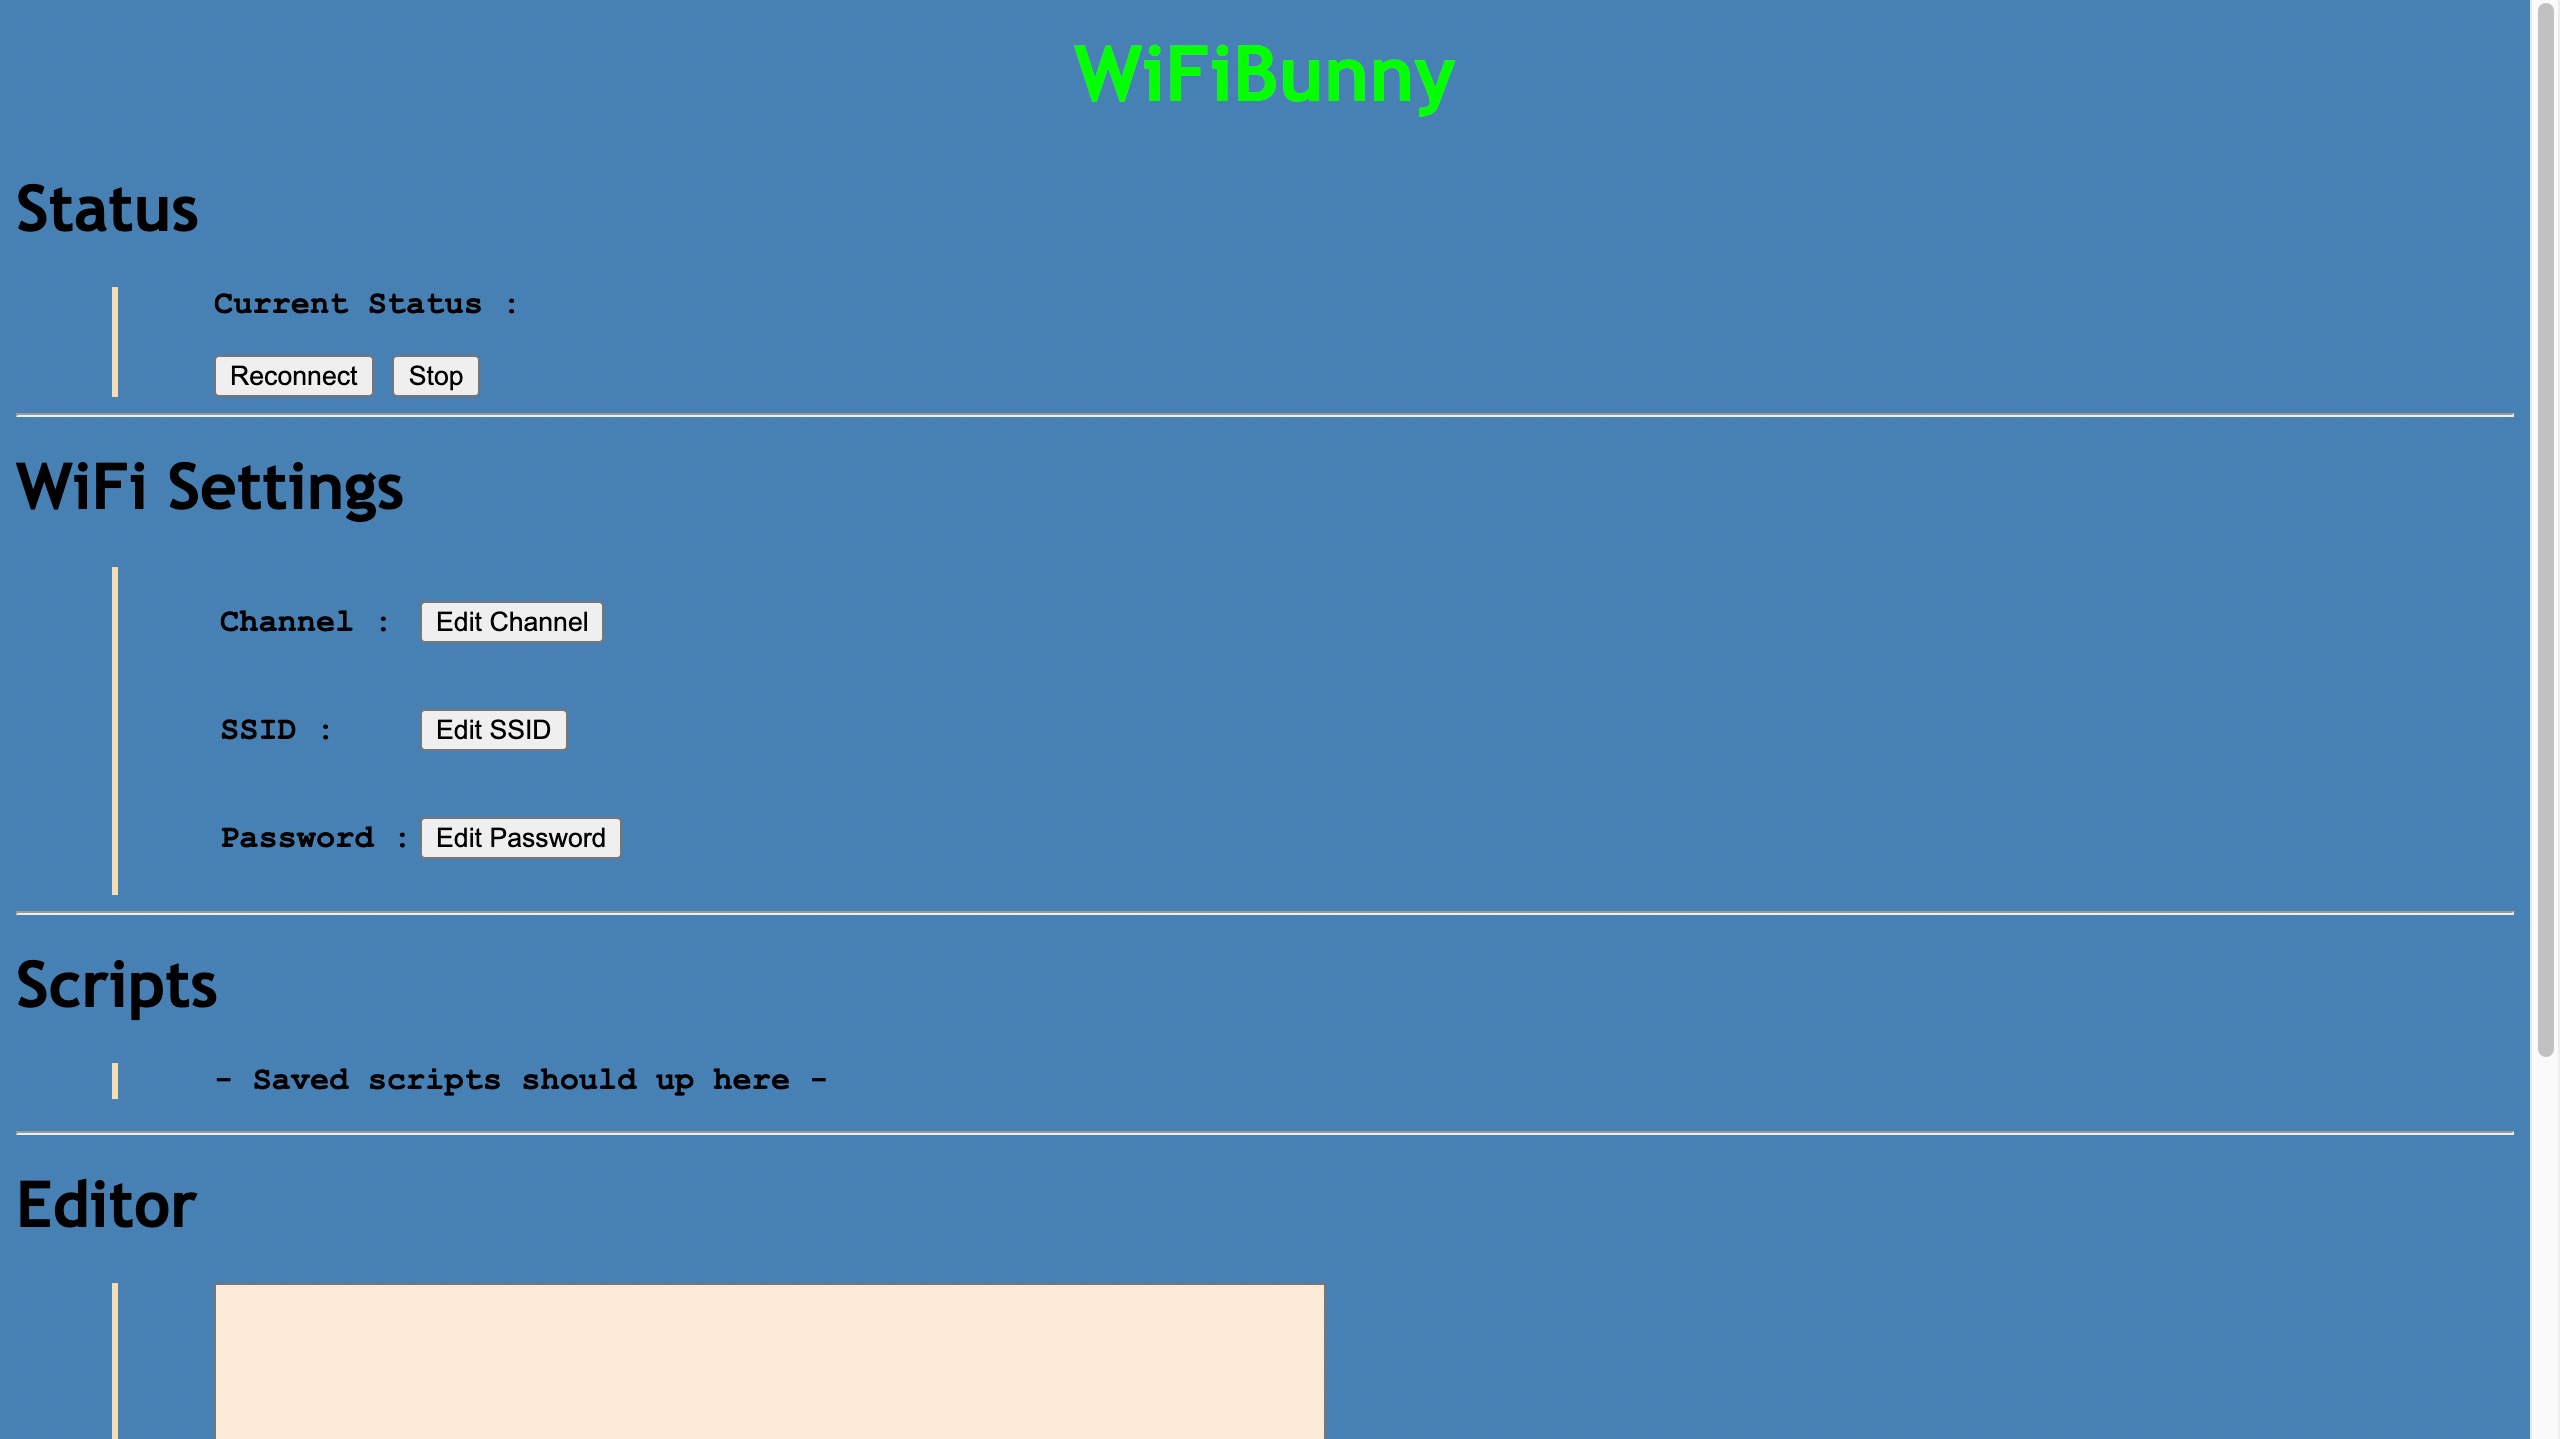 WiFiBunny
Status
Current Status :
Reconnect Stop
WiFi Settings
Channel : Edit Channel
SSID : Edit SSID
Password : Edit Password
Scripts
- Saved scripts should up here -
Editor